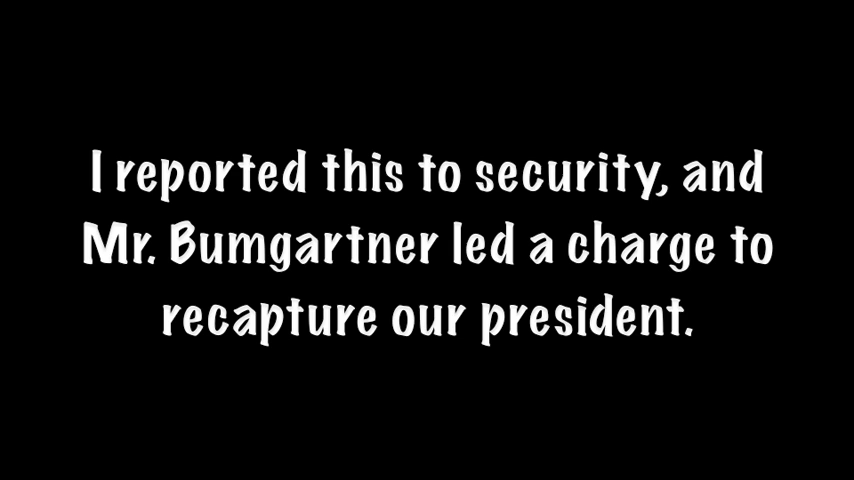 I reported this to security, and
Mr. Bumgartner led a charge to
recapture our president.